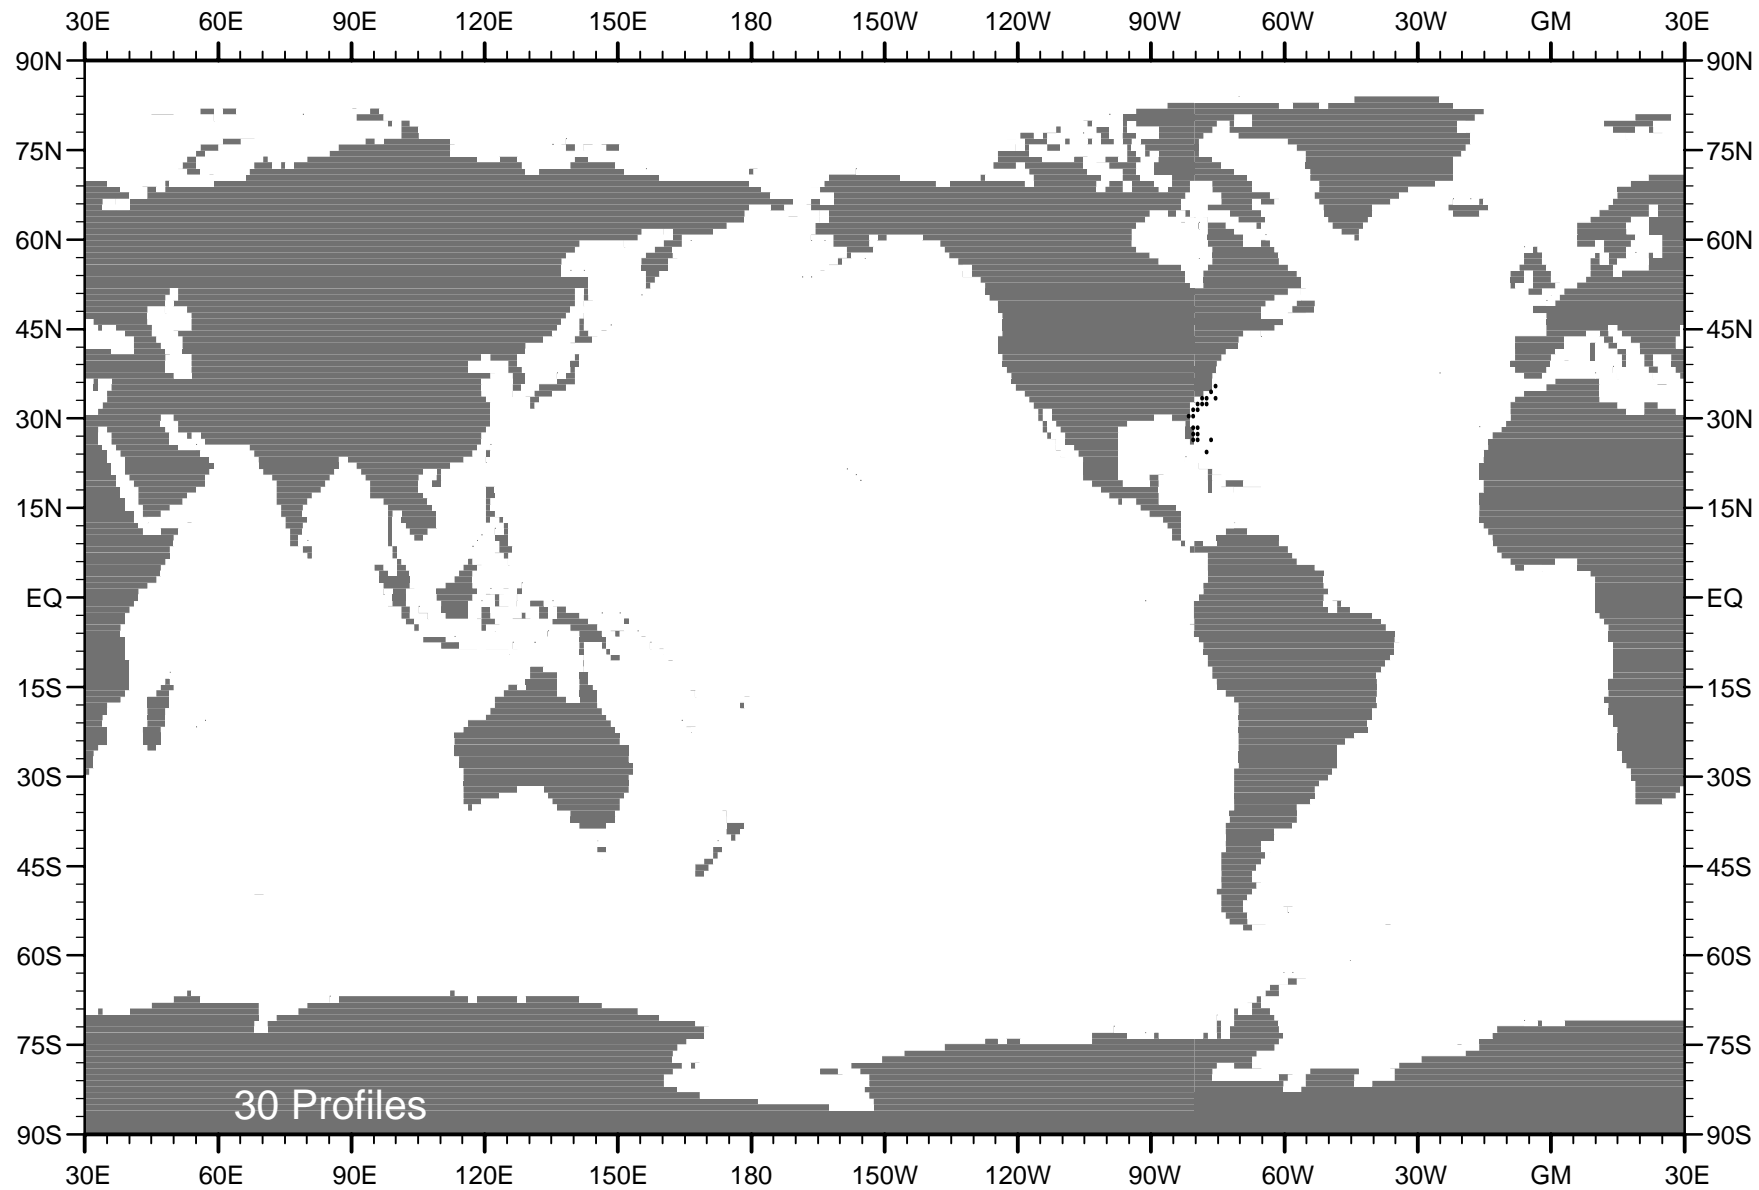 30E 60E 90E 120E 150E 180 150W 120W 90W 60W 30W GM 30E
90N 90N
75N 75N
60N 60N
45N 45N
30N 30N
15N 15N
EQ EQ
15S 15S
30S 30S
45S 45S
60S 60S
75S 75S
30 Profiles
90S 90S
30E 60E 90E 120E 150E 180 150W 120W 90W 60W 30W GM 30E